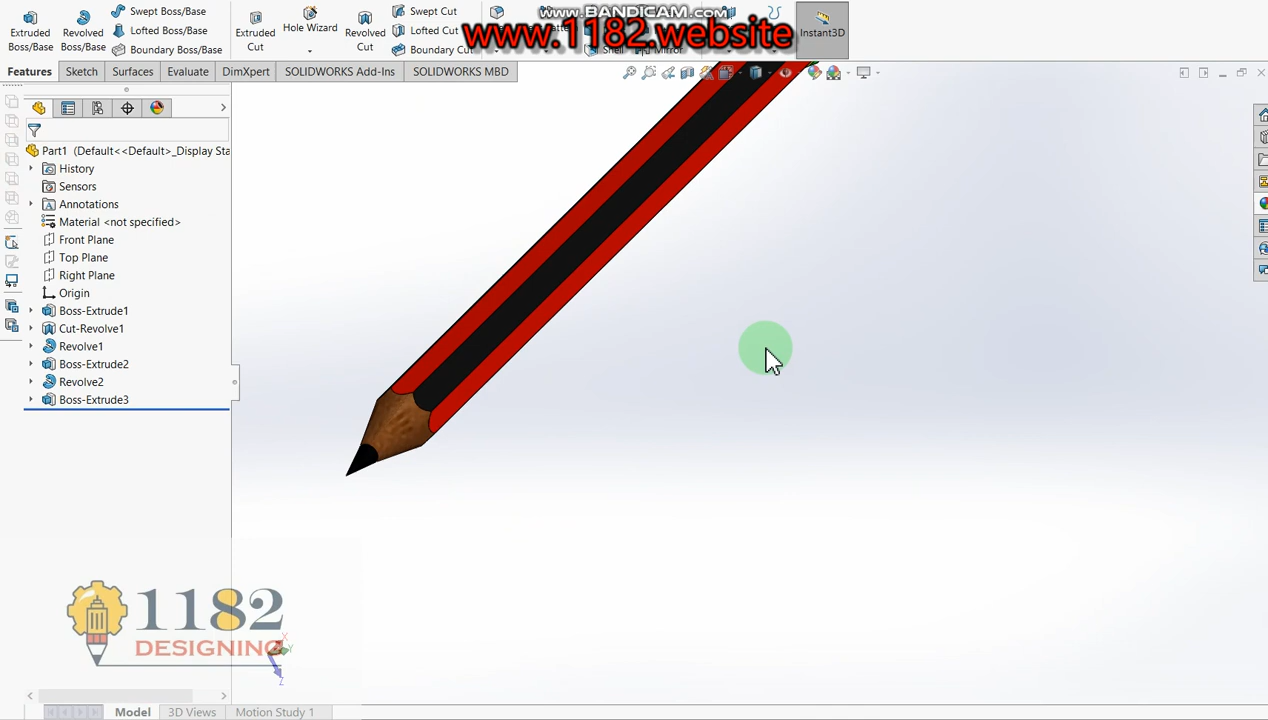 www.BANDICAM.com
www.1182.website
Extruded Boss/Base
Revolved Boss/Base
Swept Boss/Base
Lofted Boss/Base
Boundary Boss/Base
Extruded Cut
Hole Wizard
Revolved Cut
Swept Cut
Lofted Cut
Boundary Cut
Shell
Mirror
Instant3D
Features
Sketch
Surfaces
Evaluate
DimXpert
SOLIDWORKS Add-Ins
SOLIDWORKS MBD
Part1 (Default<<Default>_Display Sta
History
Sensors
Annotations
Material <not specified>
Front Plane
Top Plane
Right Plane
Origin
Boss-Extrude1
Cut-Revolve1
Revolve1
Boss-Extrude2
Revolve2
Boss-Extrude3
1182
DESIGNING
X
Y
Z
Model
3D Views
Motion Study 1